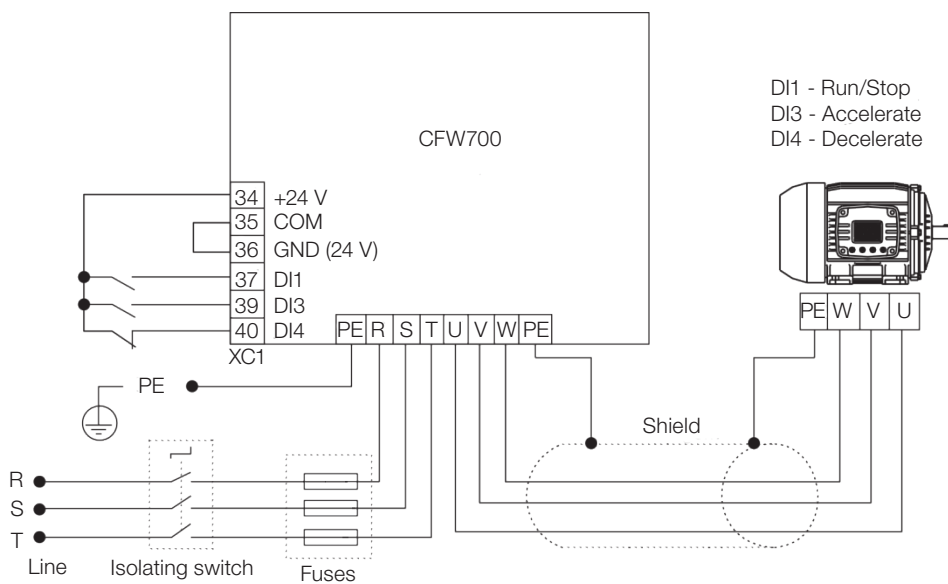 DI1 - Run/Stop
DI3 - Accelerate
DI4 - Decelerate
CFW700
34 +24 V
35 COM
36 GND (24 V)
37 DI1
39 DI3
40 DI4
XC1
PE R S T U V W PE
PE W V U
PE
Shield
R
S
T
Line
Isolating switch
Fuses